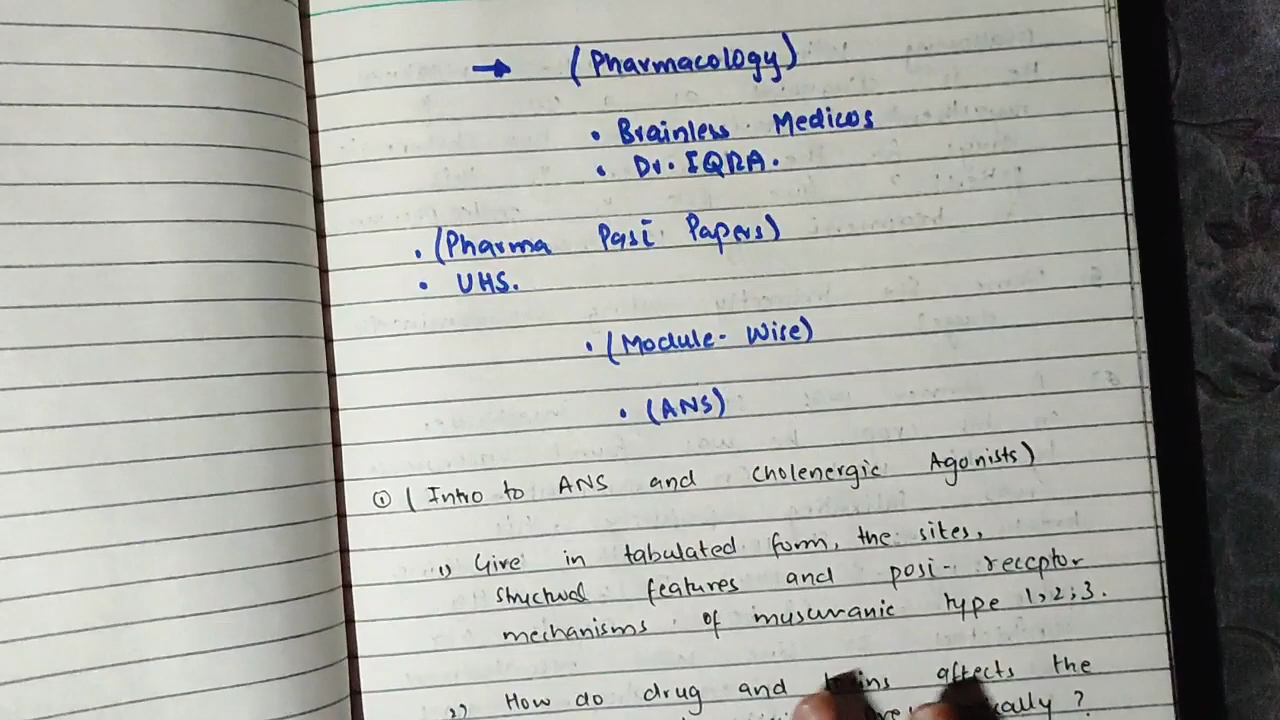 → (Pharmacology)
• Brainless Medicos
• Dr. IQRA.
• (Pharma Past Papers)
• UHS.
• (Module-Wise)
• (ANS)
① (Intro to ANS and Cholenergic Agonists)
1) Give in tabulated form, the sites,
structural features and post-receptor
mechanisms of muscuranic type 1,2,3.
2) How do drug and affects the